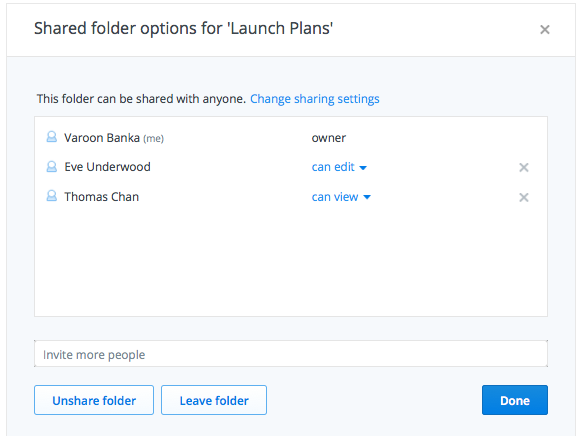 Shared folder options for 'Launch Plans'
This folder can be shared with anyone. Change sharing settings
Varoon Banka (me) owner
Eve Underwood can edit
Thomas Chan can view
Invite more people
Unshare folder Leave folder Done